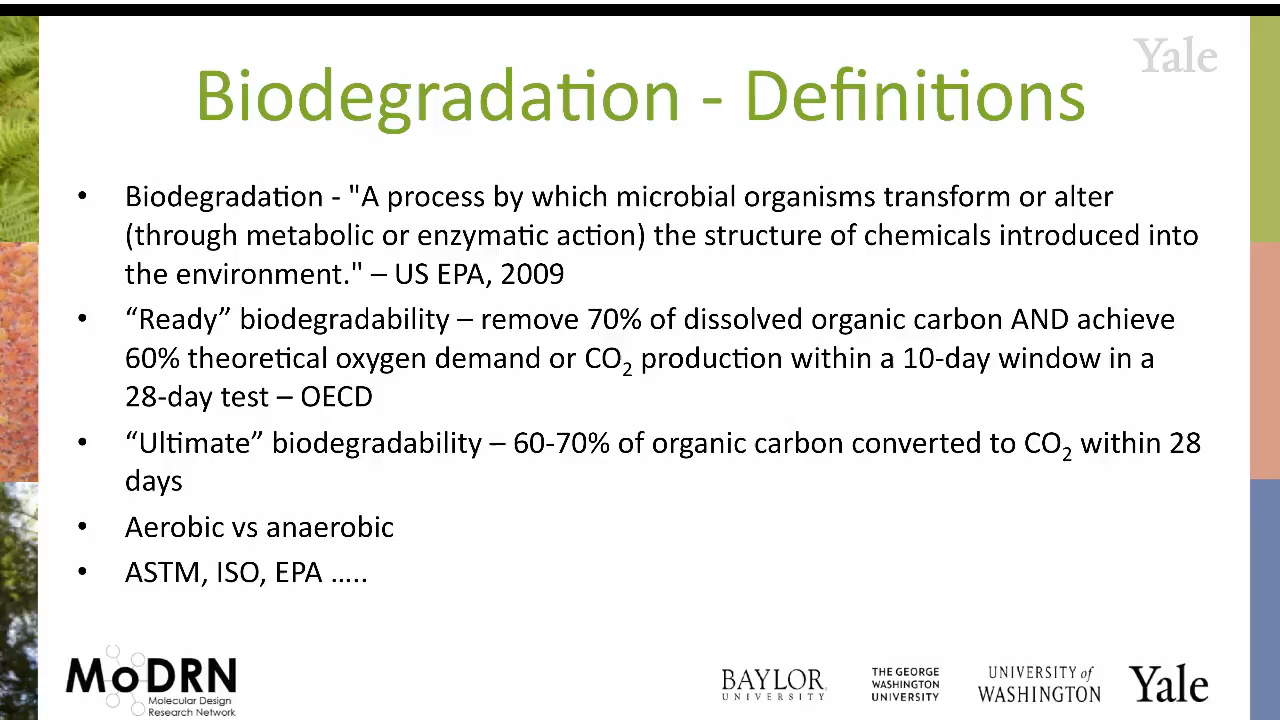 Yale
Biodegradation - Definitions
• Biodegradation - "A process by which microbial organisms transform or alter
(through metabolic or enzymatic action) the structure of chemicals introduced into
the environment." – US EPA, 2009
• “Ready” biodegradability – remove 70% of dissolved organic carbon AND achieve
60% theoretical oxygen demand or CO2 production within a 10-day window in a
28-day test – OECD
• “Ultimate” biodegradability – 60-70% of organic carbon converted to CO2 within 28
days
• Aerobic vs anaerobic
• ASTM, ISO, EPA …..
MoDRN
Molecular Design
Research Network
BAYLOR
UNIVERSITY
THE GEORGE
WASHINGTON
UNIVERSITY
UNIVERSITY of
WASHINGTON
Yale